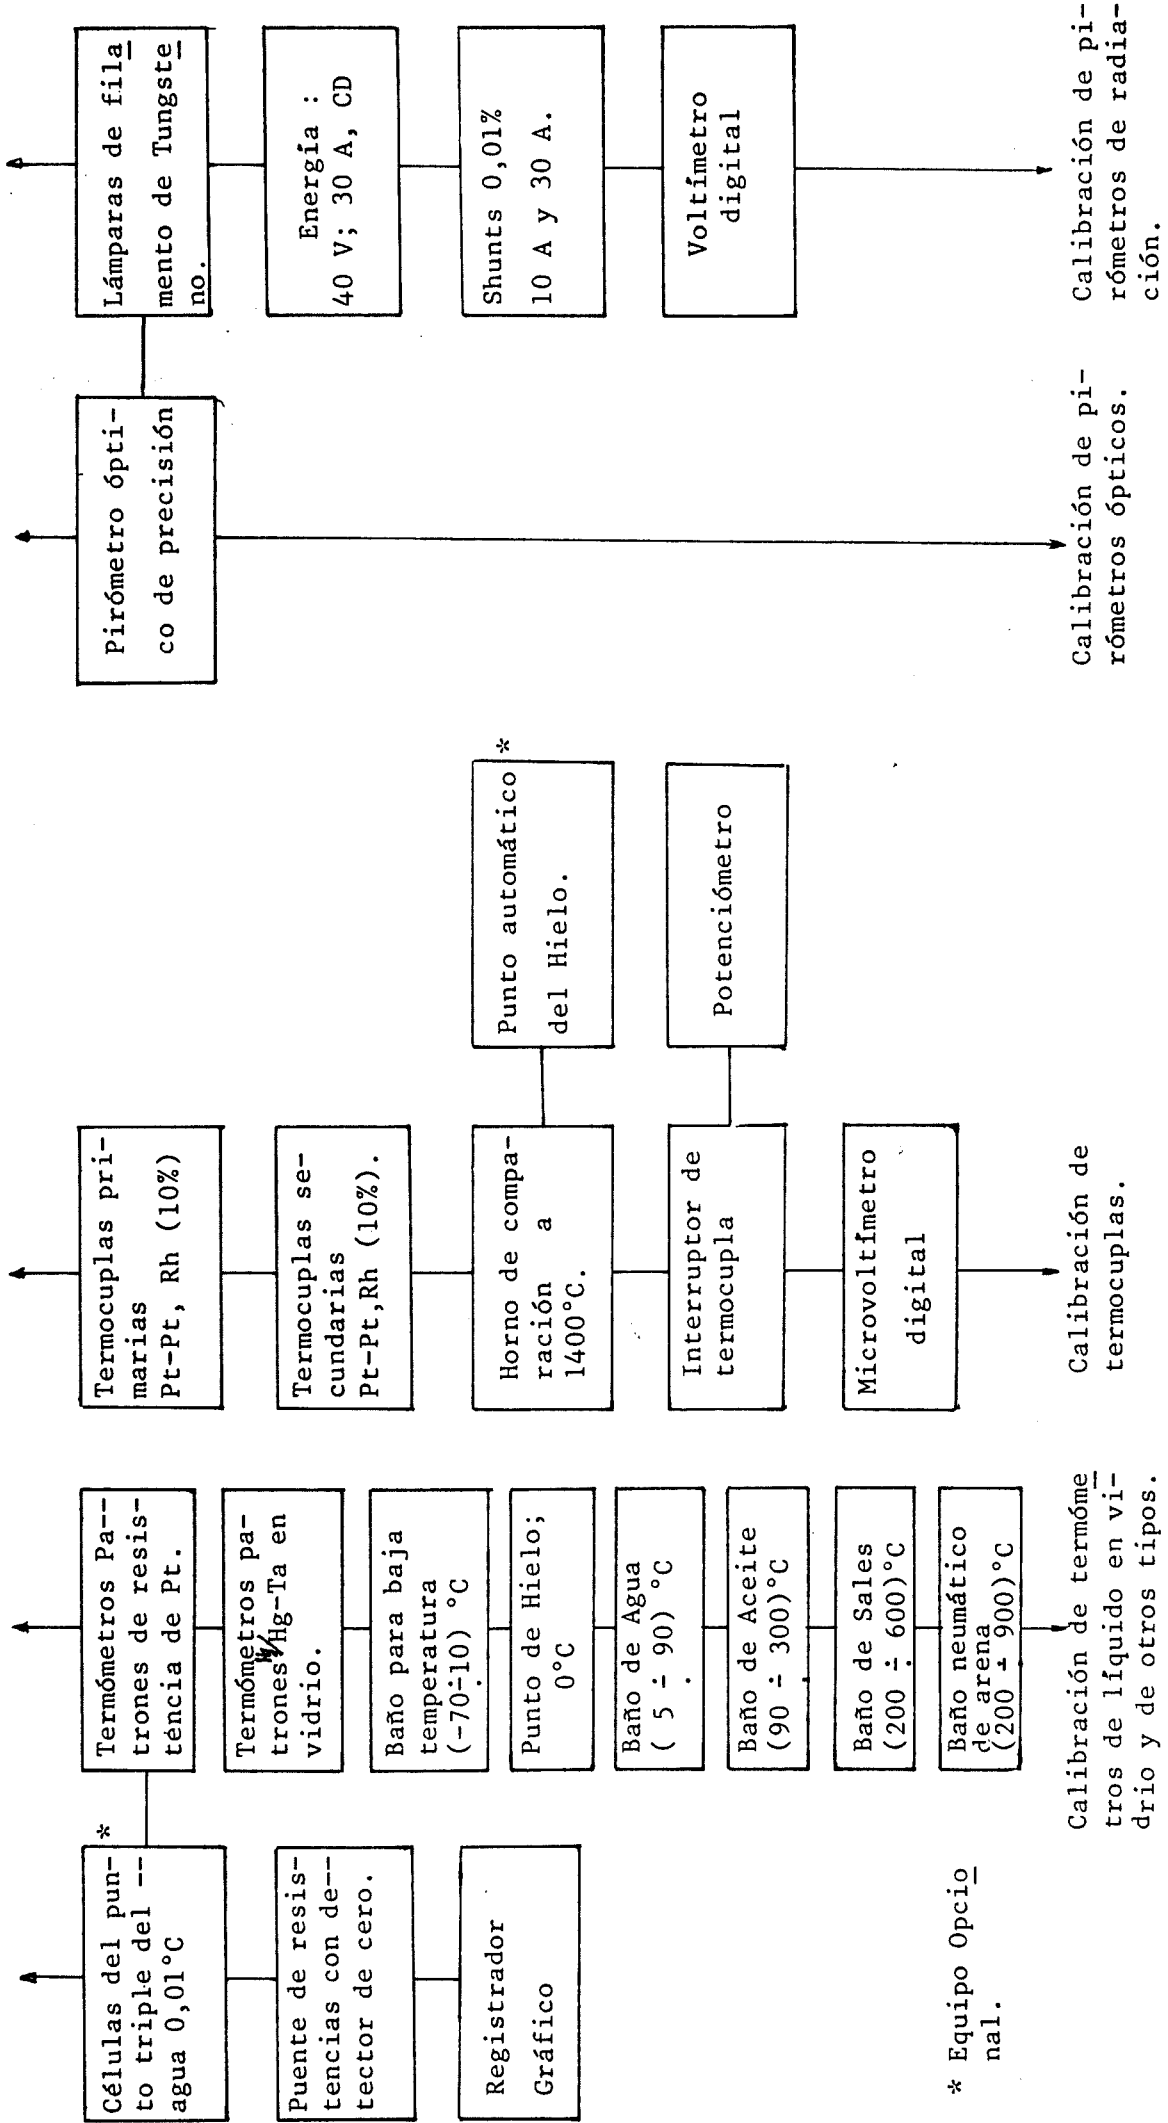 Células del pun-
to triple del --
agua 0,01°C
*
Puente de resis-
tencias con de--
tector de cero.
Registrador
Gráfico
* Equipo Opcio
nal.
Termómetros Pa--
trones de resis-
téncia de Pt.
Termómetros pa-
trones Hg-Ta en
vidrio.
Baño para baja
temperatura
(-70÷10) °C
Punto de Hielo;
0°C
Baño de Agua
( 5 ÷ 90) °C
Baño de Aceite
(90 ÷ 300)°C
Baño de Sales
(200 ÷ 600)°C
Baño neumático
de arena
(200 ÷ 900)°C
Calibración de termóme
tros de líquido en vi-
drio y de otros tipos.
Termocuplas pri-
marias
Pt-Pt, Rh (10%)
Termocuplas se-
cundarias
Pt-Pt,Rh (10%).
Horno de compa-
ración a
1400°C.
Interruptor de
termocupla
Microvoltímetro
digital
Calibración de
termocuplas.
Punto automático
del Hielo.
*
Potenciómetro
Pirómetro ópti-
co de precisión
Calibración de pi-
rómetros ópticos.
Lámparas de fila
mento de Tungste
no.
Energía :
40 V; 30 A, CD
Shunts 0,01%
10 A y 30 A.
Voltímetro
digital
Calibración de pi-
rómetros de radia-
ción.